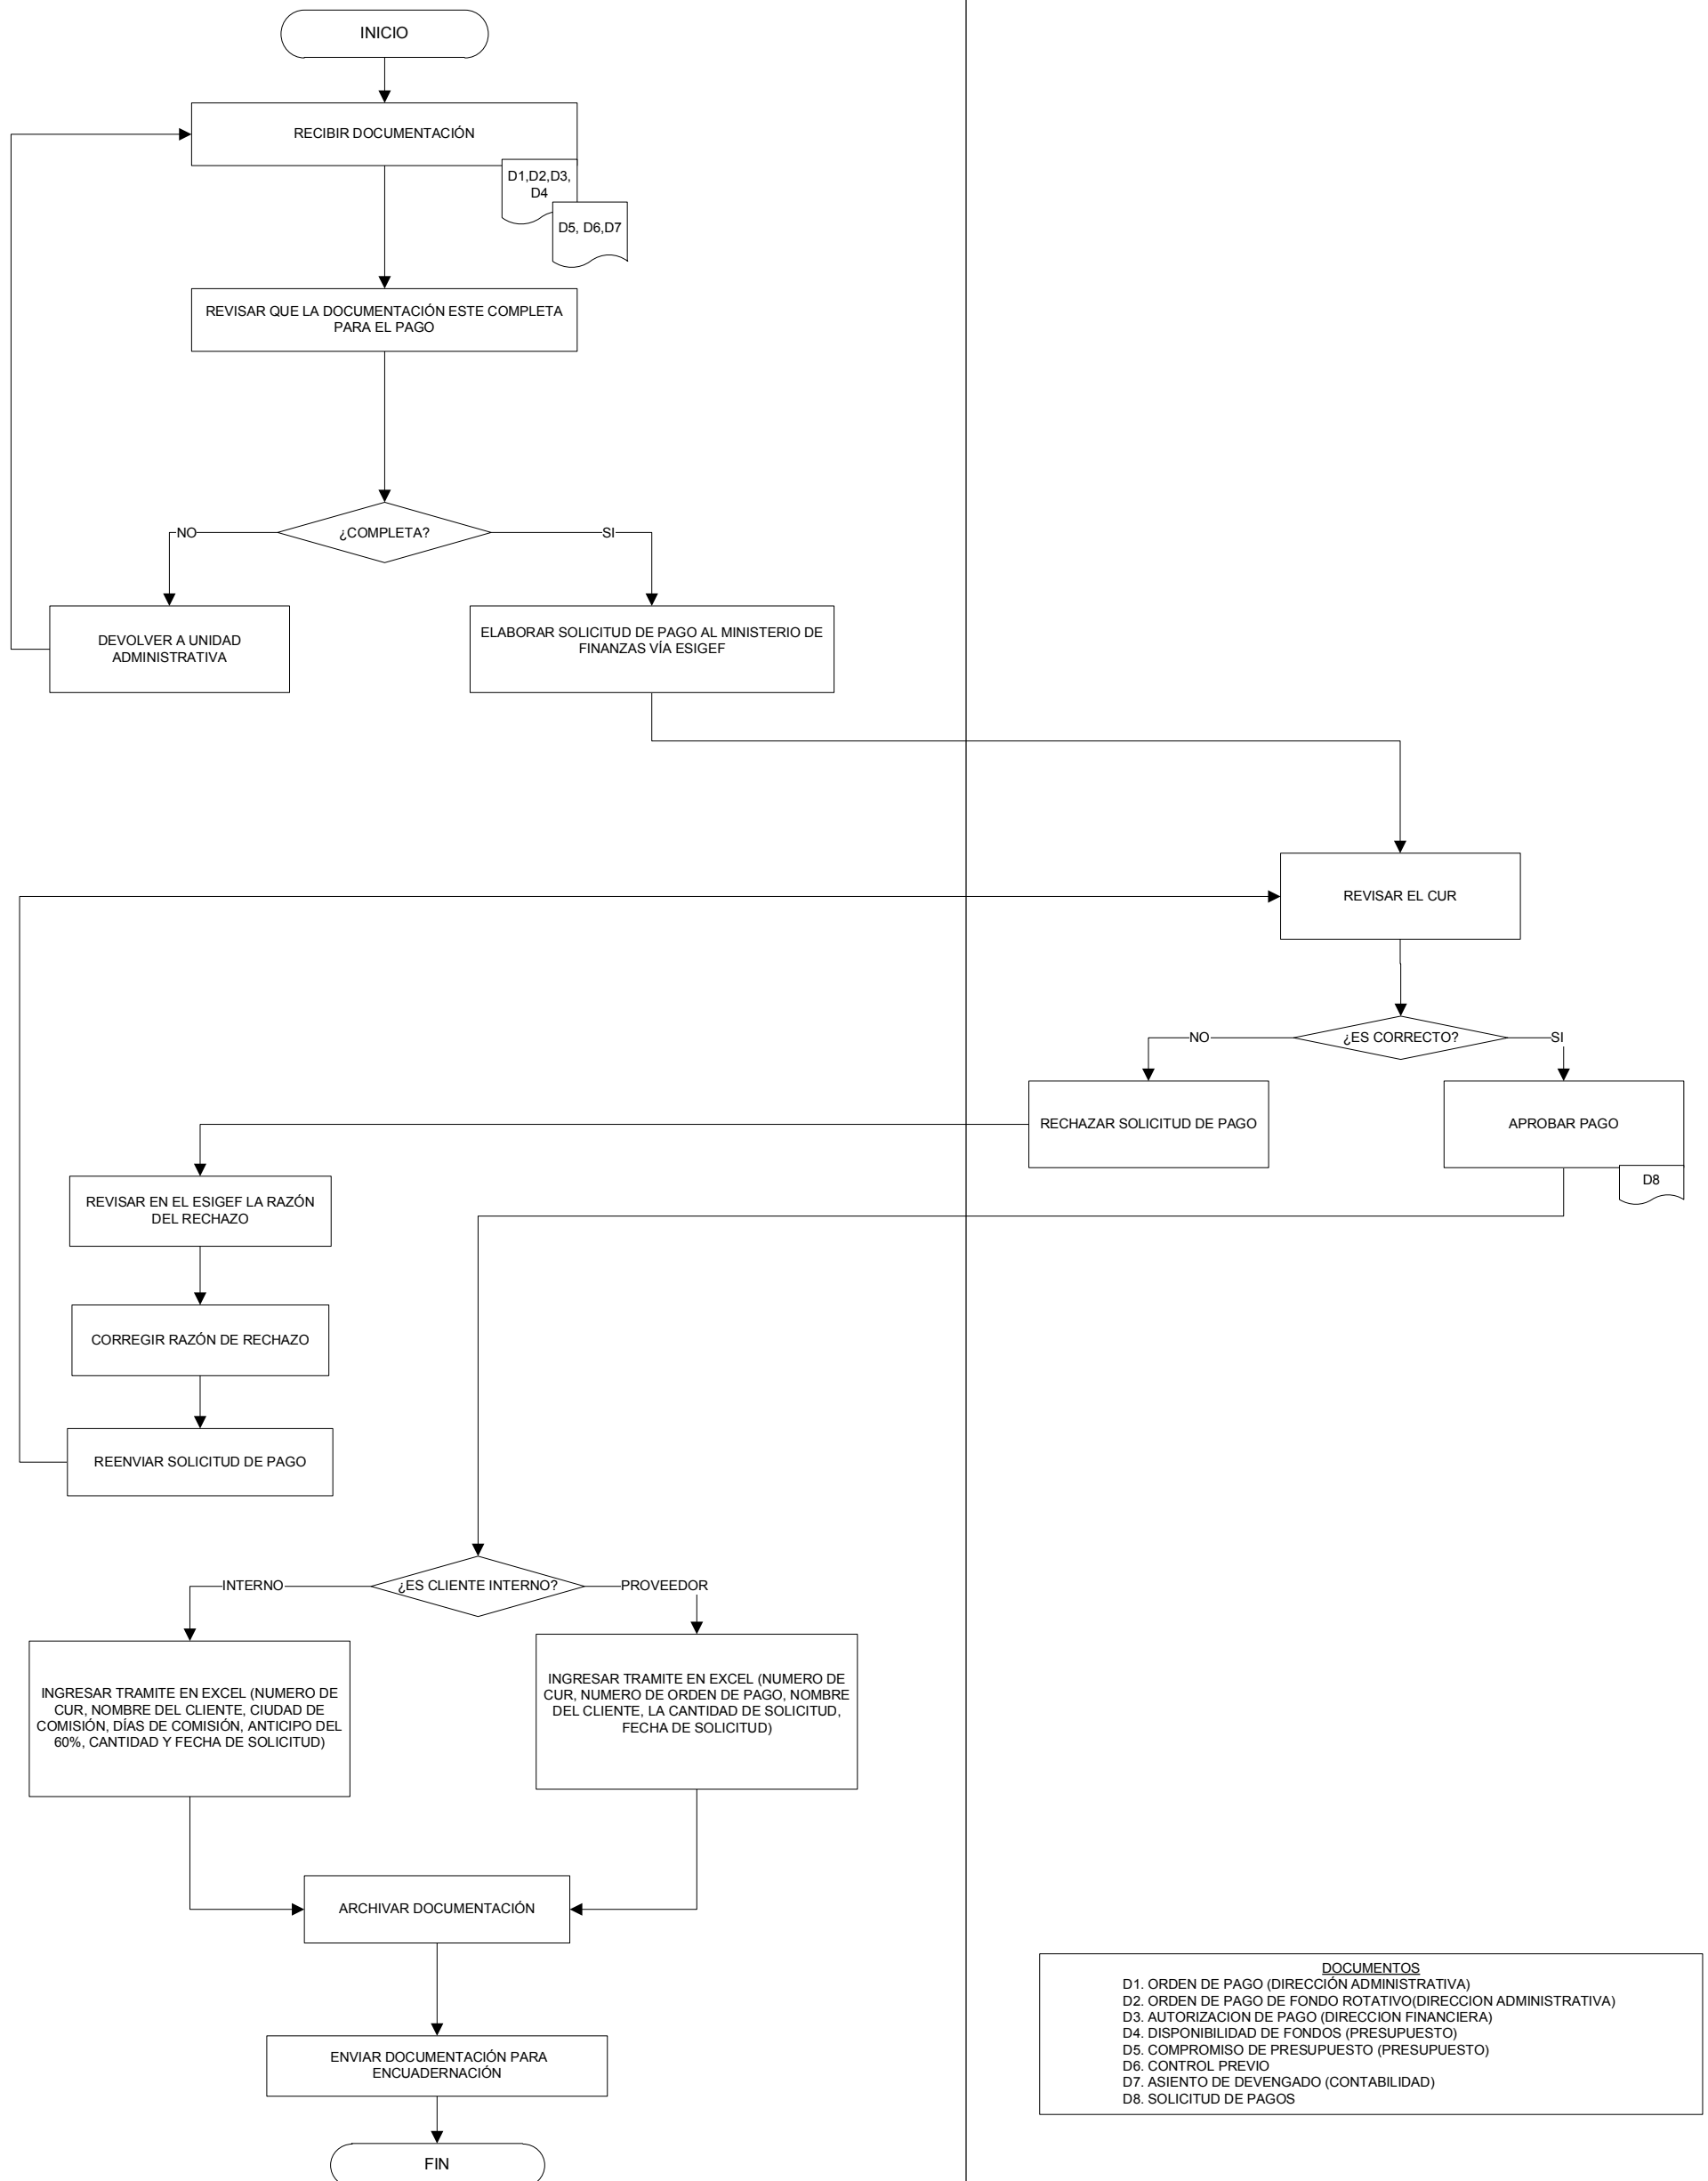 INICIO
RECIBIR DOCUMENTACIÓN
D1,D2,D3,
D4
D5, D6,D7
REVISAR QUE LA DOCUMENTACIÓN ESTE COMPLETA
PARA EL PAGO
¿COMPLETA?
NO
SI
DEVOLVER A UNIDAD
ADMINISTRATIVA
ELABORAR SOLICITUD DE PAGO AL MINISTERIO DE
FINANZAS VÍA ESIGEF
REVISAR EL CUR
¿ES CORRECTO?
NO
SI
RECHAZAR SOLICITUD DE PAGO
APROBAR PAGO
D8
REVISAR EN EL ESIGEF LA RAZÓN
DEL RECHAZO
CORREGIR RAZÓN DE RECHAZO
REENVIAR SOLICITUD DE PAGO
¿ES CLIENTE INTERNO?
INTERNO
PROVEEDOR
INGRESAR TRAMITE EN EXCEL (NUMERO DE
CUR, NOMBRE DEL CLIENTE, CIUDAD DE
COMISIÓN, DÍAS DE COMISIÓN, ANTICIPO DEL
60%, CANTIDAD Y FECHA DE SOLICITUD)
INGRESAR TRAMITE EN EXCEL (NUMERO DE
CUR, NUMERO DE ORDEN DE PAGO, NOMBRE
DEL CLIENTE, LA CANTIDAD DE SOLICITUD,
FECHA DE SOLICITUD)
ARCHIVAR DOCUMENTACIÓN
ENVIAR DOCUMENTACIÓN PARA
ENCUADERNACIÓN
FIN
DOCUMENTOS
D1. ORDEN DE PAGO (DIRECCIÓN ADMINISTRATIVA)
D2. ORDEN DE PAGO DE FONDO ROTATIVO(DIRECCION ADMINISTRATIVA)
D3. AUTORIZACION DE PAGO (DIRECCION FINANCIERA)
D4. DISPONIBILIDAD DE FONDOS (PRESUPUESTO)
D5. COMPROMISO DE PRESUPUESTO (PRESUPUESTO)
D6. CONTROL PREVIO
D7. ASIENTO DE DEVENGADO (CONTABILIDAD)
D8. SOLICITUD DE PAGOS